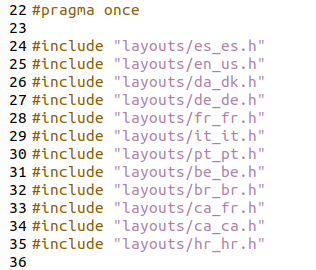 22 #pragma once
23
24 #include "layouts/es_es.h"
25 #include "layouts/en_us.h"
26 #include "layouts/da_dk.h"
27 #include "layouts/de_de.h"
28 #include "layouts/fr_fr.h"
29 #include "layouts/it_it.h"
30 #include "layouts/pt_pt.h"
31 #include "layouts/be_be.h"
32 #include "layouts/br_br.h"
33 #include "layouts/ca_fr.h"
34 #include "layouts/ca_ca.h"
35 #include "layouts/hr_hr.h"
36